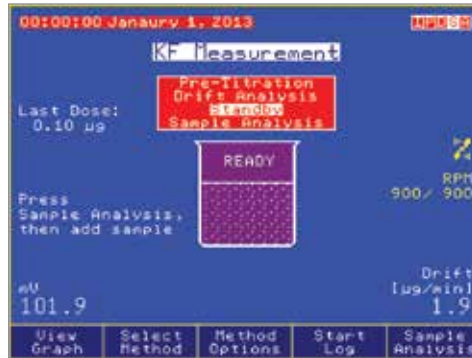 00:00:00 Janaury 1, 2013
KF Measurement
Pre-Titration
Drift Analysis
Standby
Sample Analysis
Last Dose:
0.10 µg
READY
RPM
900/ 900
Press
Sample Analysis,
then add sample
Drift
[µg/min]
1.9
mV
101.9
View Graph
Select Method
Method Options
Start Log
Sample Analysis